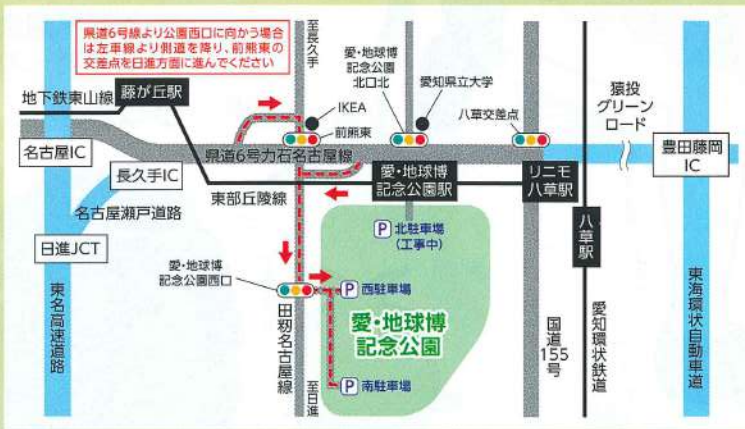 県道6号線より公園西口に向かう場合
は左車線より側道を降り、前熊東の
交差点を日進方面に進んでください
至長久手
愛・地球博
記念公園
北口北
愛知県立大学
IKEA
前熊東
八草交差点
猿投
グリーン
ロード
地下鉄東山線
藤が丘駅
名古屋IC
長久手IC
県道6号力石名古屋線
豊田藤岡
IC
愛・地球博
記念公園駅
リニモ
八草駅
東部丘陵線
名古屋瀬戸道路
日進JCT
八草駅
P 北駐車場
(工事中)
愛・地球博
記念公園西口
P 西駐車場
愛・地球博
記念公園
P 南駐車場
東名高速道路
田籾名古屋線
至日進
国道155号
愛知環状鉄道
東海環状自動車道